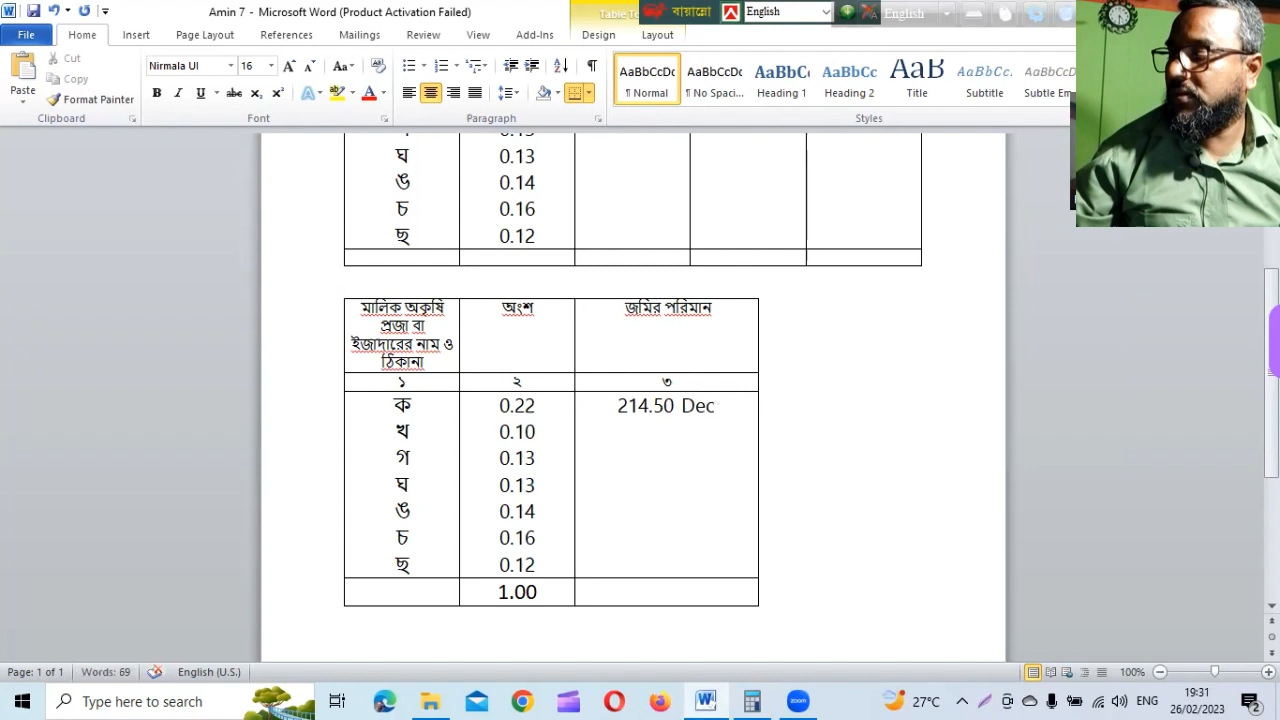 Amin 7 - Microsoft Word (Product Activation Failed)
Table To
বায়ান্নো
English
English
File
Home
Insert
Page Layout
References
Mailings
Review
View
Add-Ins
Design
Layout
Paste
Cut
Copy
Format Painter
Clipboard
Nirmala UI
16
Font
Paragraph
AaBbCcDc
¶ Normal
AaBbCcDc
¶ No Spaci...
AaBbC
Heading 1
AaBbCc
Heading 2
AaB
Title
AaBbCc.
Subtitle
AaBbCcD
Subtle Em
Styles
ঘ 0.13
ঙ 0.14
চ 0.16
ছ 0.12
মালিক অকৃষি
প্রজা বা
ইজাদারের নাম ও
ঠিকানা
অংশ
জমির পরিমান
১ ২ ৩
ক 0.22 214.50 Dec
খ 0.10
গ 0.13
ঘ 0.13
ঙ 0.14
চ 0.16
ছ 0.12
1.00
Page: 1 of 1
Words: 69
English (U.S.)
100%
Type here to search
27°C
ENG
19:31
26/02/2023
2